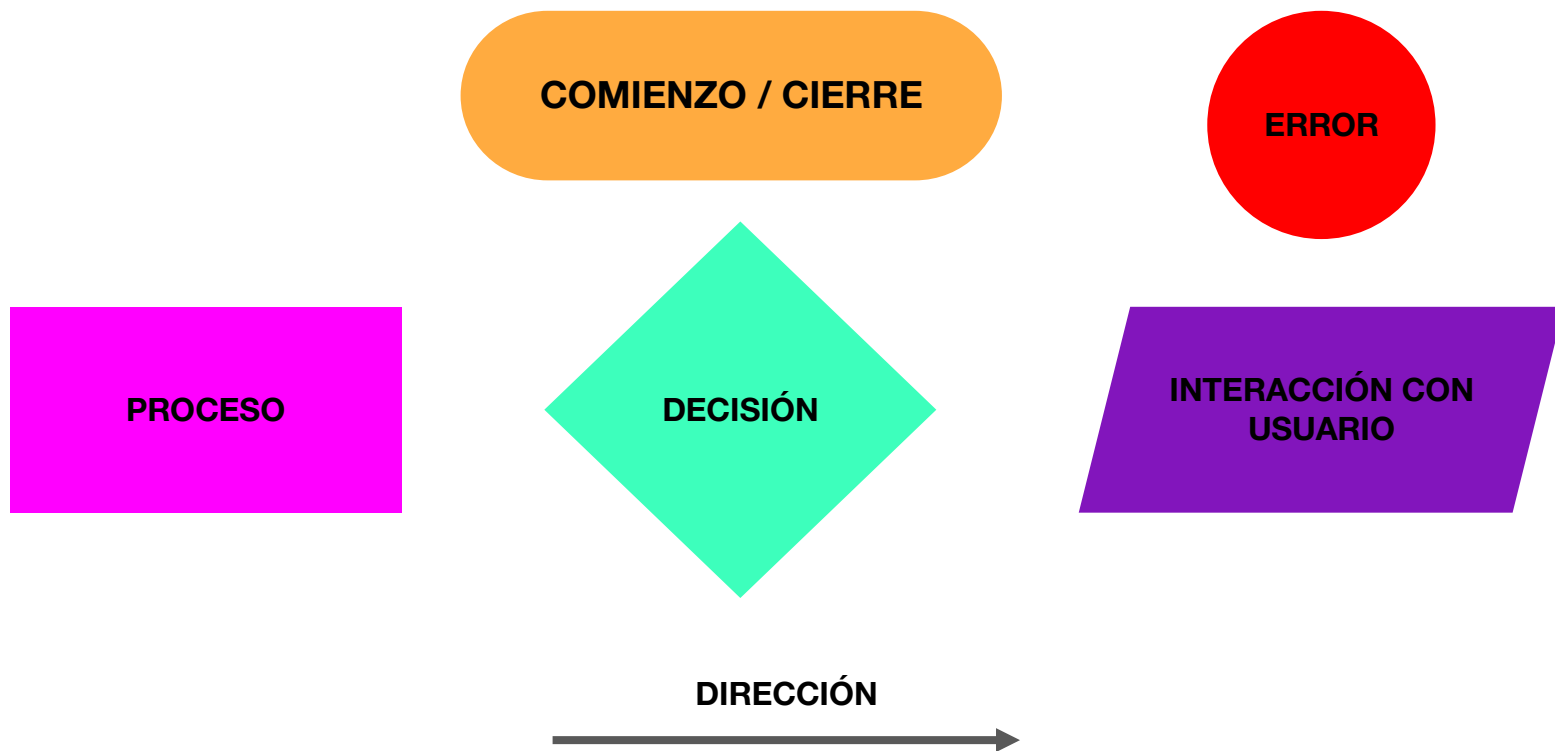 COMIENZO / CIERRE
ERROR
PROCESO
DECISIÓN
INTERACCIÓN CON
USUARIO
DIRECCIÓN